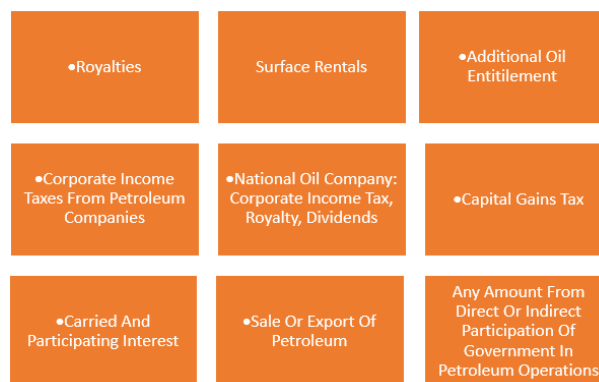 •Royalties
Surface Rentals
•Additional Oil
Entitilement
•Corporate Income
Taxes From Petroleum
Companies
•National Oil Company:
Corporate Income Tax,
Royalty, Dividends
•Capital Gains Tax
•Carried And
Participating Interest
•Sale Or Export Of
Petroleum
Any Amount From
Direct Or Indirect
Participation Of
Government In
Petroleum Operations